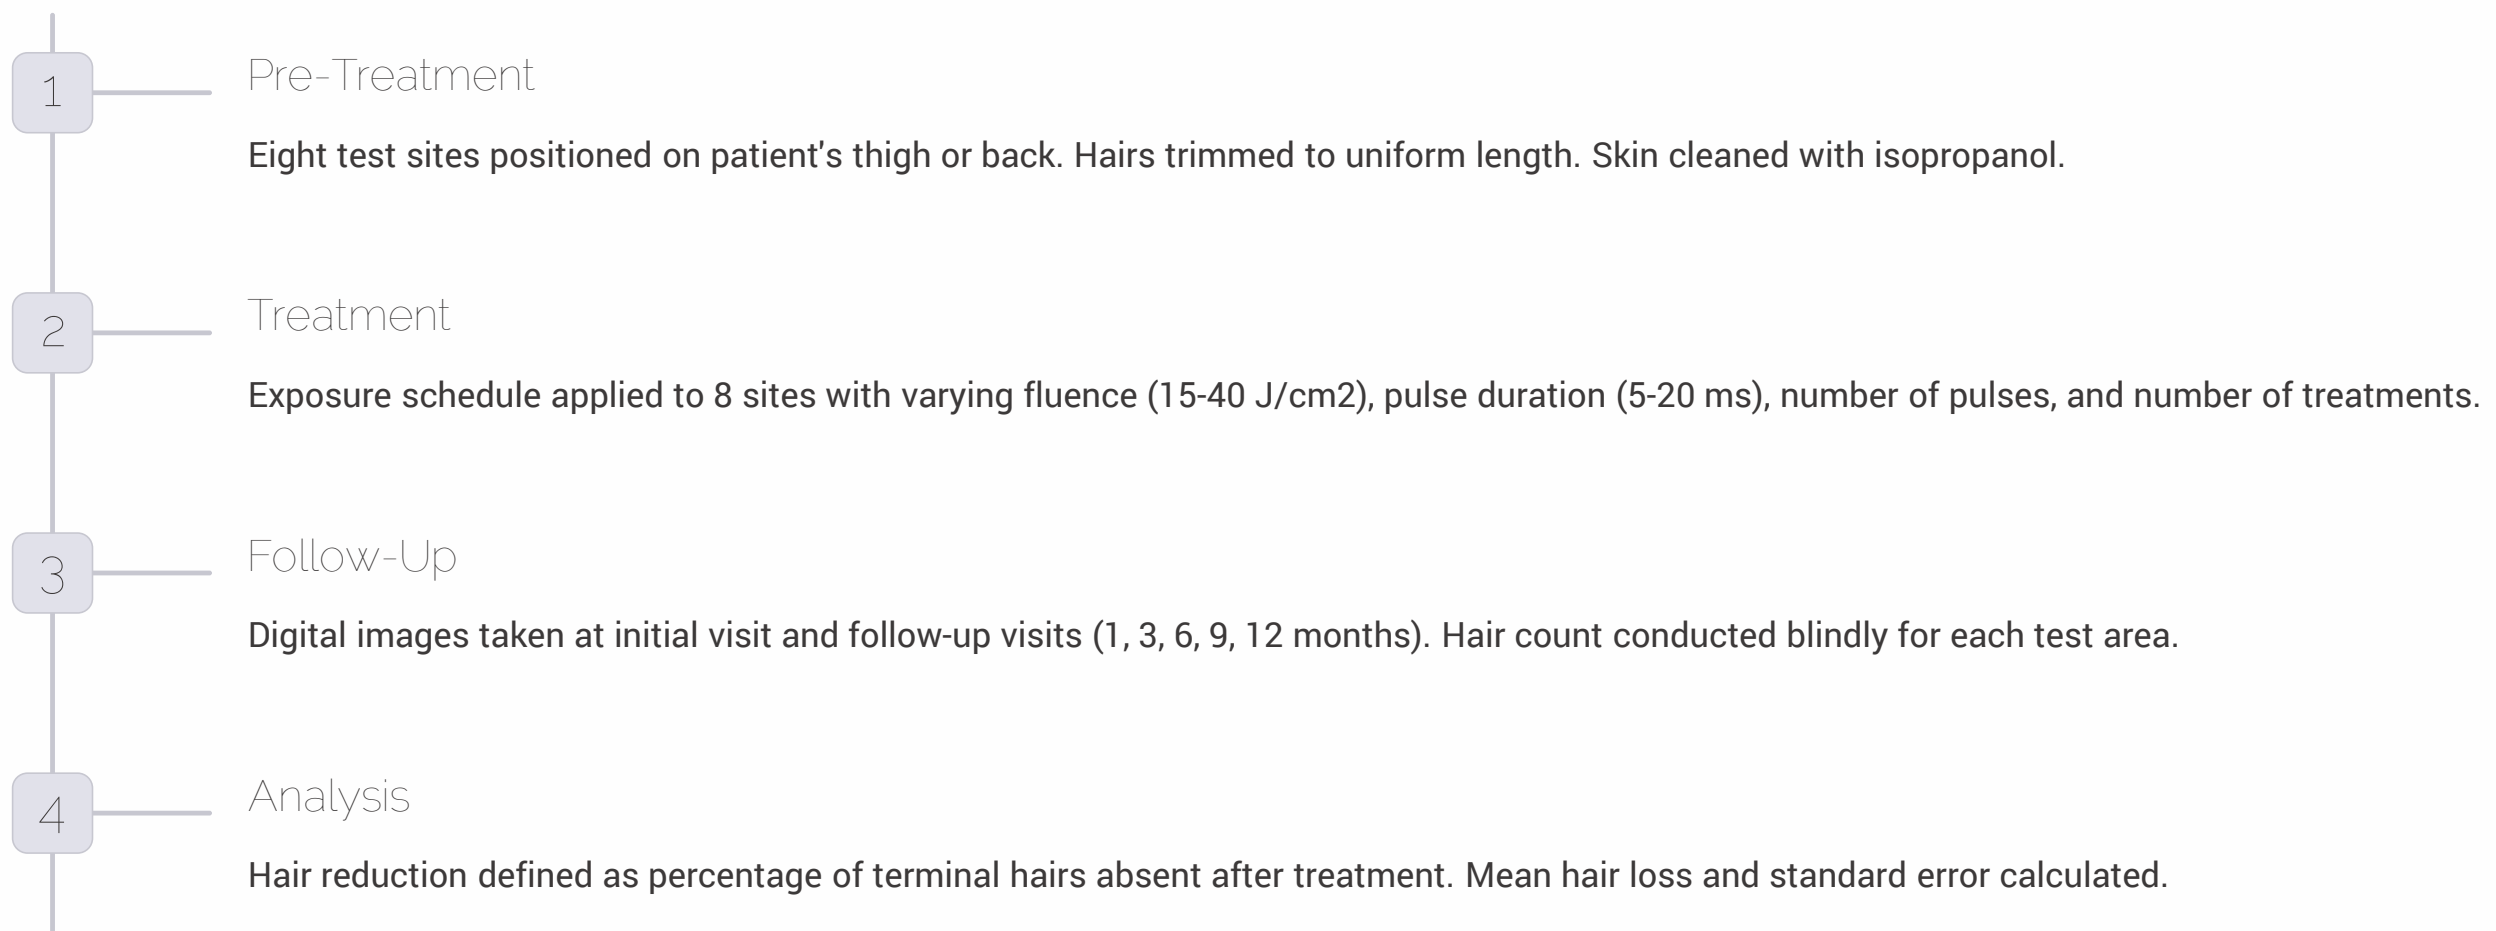 1
Pre-Treatment
Eight test sites positioned on patient's thigh or back. Hairs trimmed to uniform length. Skin cleaned with isopropanol.
2
Treatment
Exposure schedule applied to 8 sites with varying fluence (15-40 J/cm2), pulse duration (5-20 ms), number of pulses, and number of treatments.
3
Follow-Up
Digital images taken at initial visit and follow-up visits (1, 3, 6, 9, 12 months). Hair count conducted blindly for each test area.
4
Analysis
Hair reduction defined as percentage of terminal hairs absent after treatment. Mean hair loss and standard error calculated.